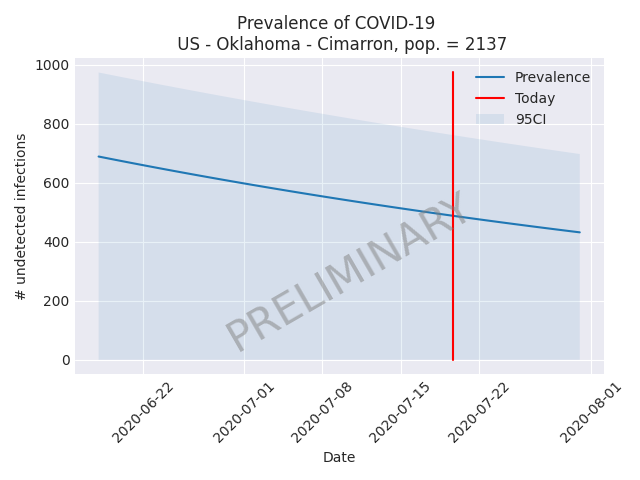 Prevalence of COVID-19
US - Oklahoma - Cimarron, pop. = 2137
1000
800
600
400
200
0
# undetected infections
Prevalence
Today
95CI
PRELIMINARY
2020-06-22
2020-07-01
2020-07-08
2020-07-15
2020-07-22
2020-08-01
Date